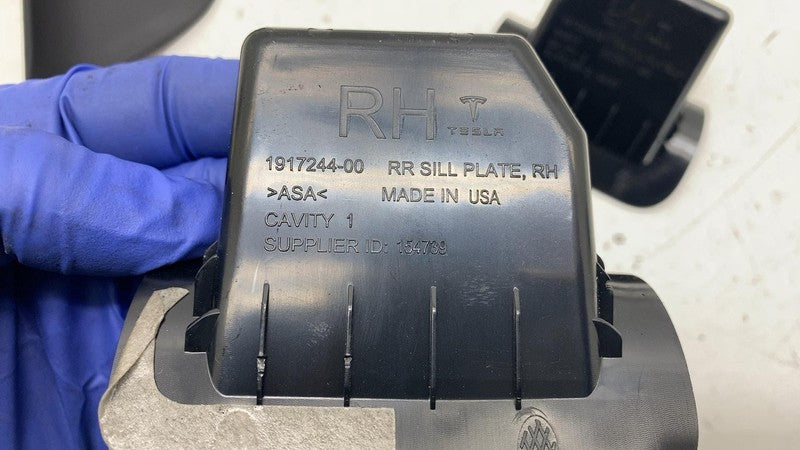 RH TESLA
1917244-00 RR SILL PLATE, RH
>ASA< MADE IN USA
CAVITY 1
SUPPLIER ID: 154739